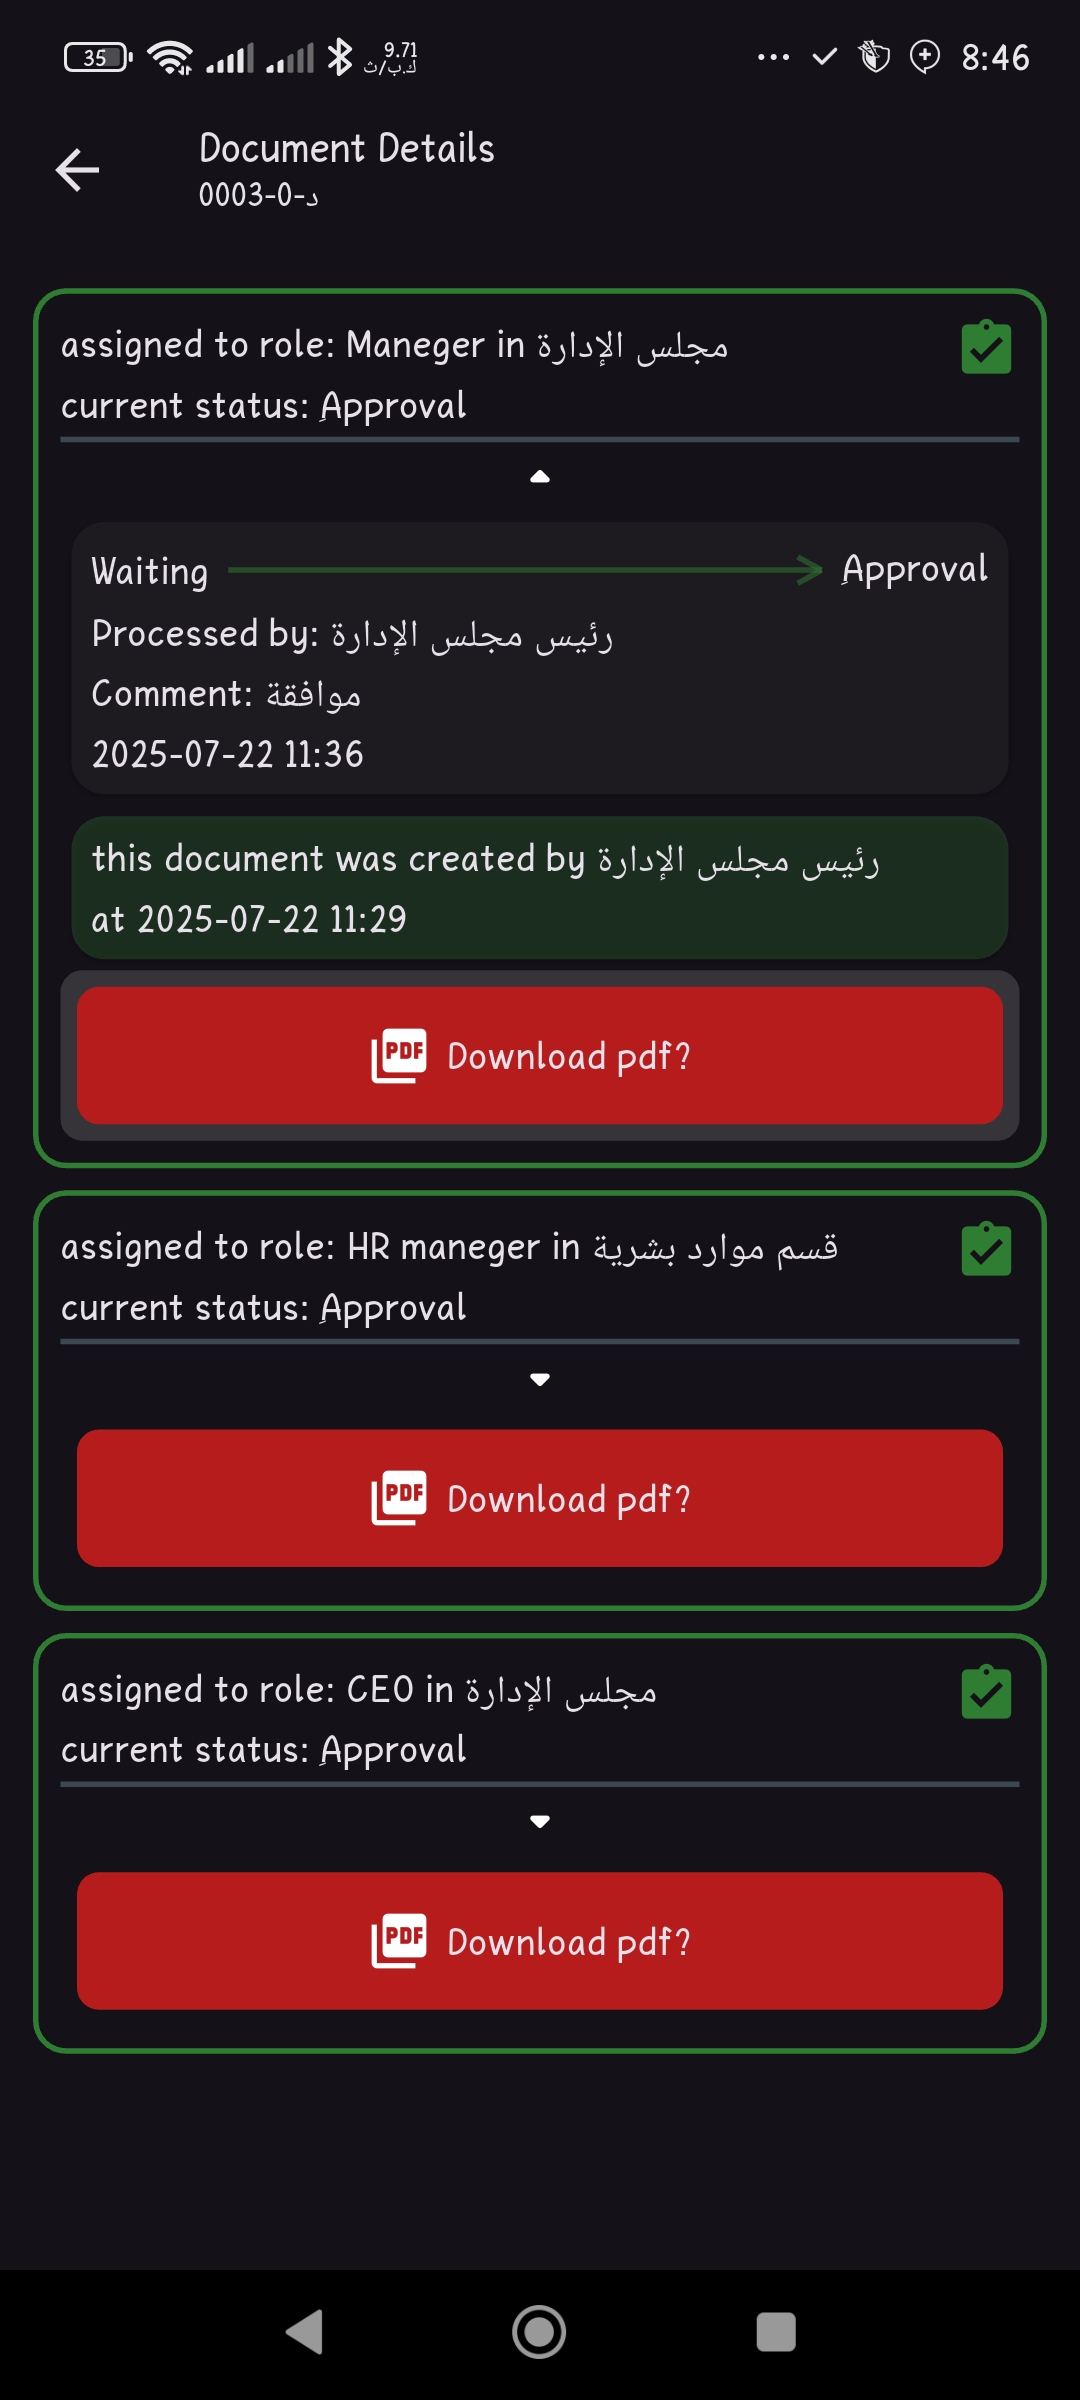 35
9.71
ك.ب/ث
8:46
Document Details
0003-0-د
assigned to role: Maneger in مجلس الإدارة
current status: ِApproval
Waiting
ِApproval
Processed by: رئيس مجلس الإدارة
Comment: موافقة
2025-07-22 11:36
this document was created by رئيس مجلس الإدارة
at 2025-07-22 11:29
PDF Download pdf?
assigned to role: HR maneger in قسم موارد بشرية
current status: ِApproval
PDF Download pdf?
assigned to role: CEO in مجلس الإدارة
current status: ِApproval
PDF Download pdf?